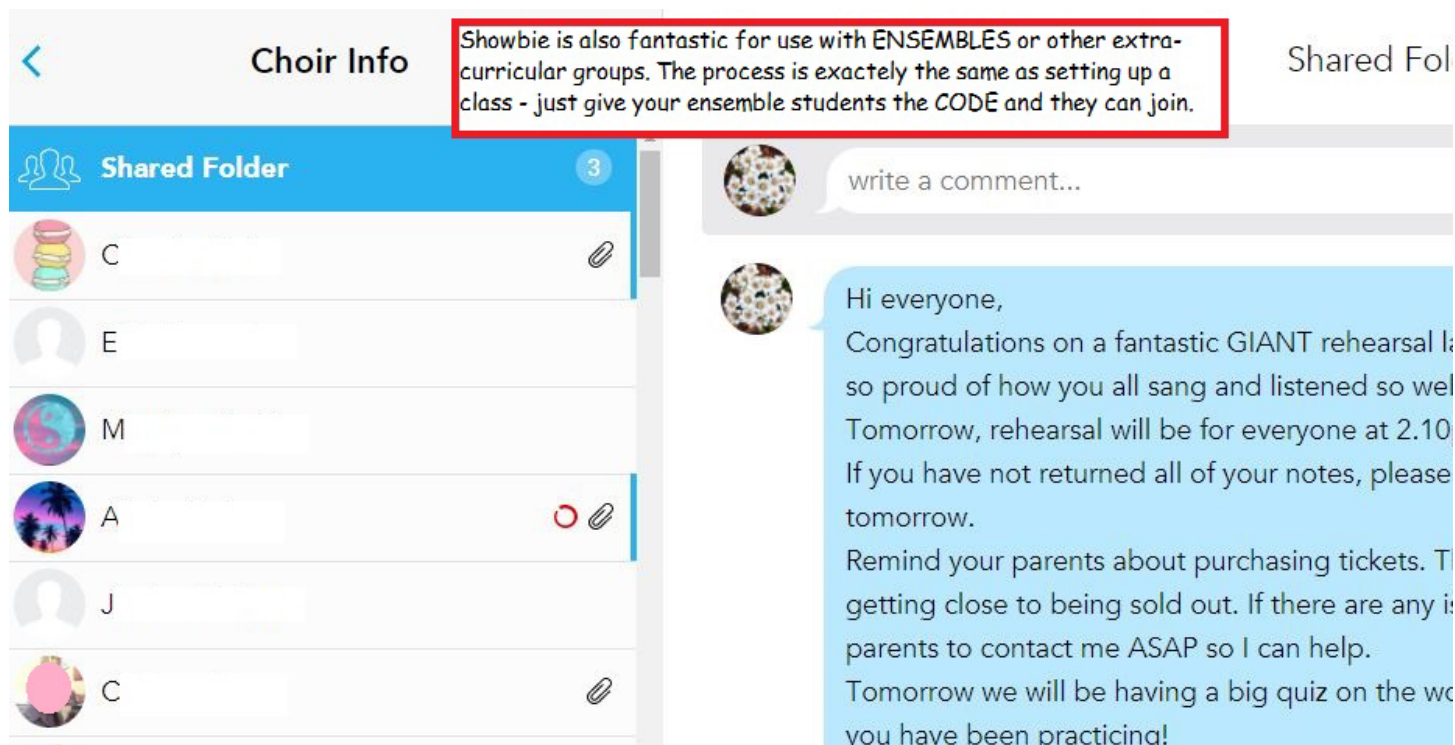 Choir Info
Showbie is also fantastic for use with ENSEMBLES or other extra-
curricular groups. The process is exactely the same as setting up a
class - just give your ensemble students the CODE and they can join.
Shared Folder
3
C
E
M
A
J
C
Shared
write a comment...
Hi everyone,
Congratulations on a fantastic GIANT rehearsal
so proud of how you all sang and listened so
Tomorrow, rehearsal will be for everyone at 2.10
If you have not returned all of your notes, please
tomorrow.
Remind your parents about purchasing tickets.
getting close to being sold out. If there are any
parents to contact me ASAP so I can help.
Tomorrow we will be having a big quiz on the
you have been practicing!